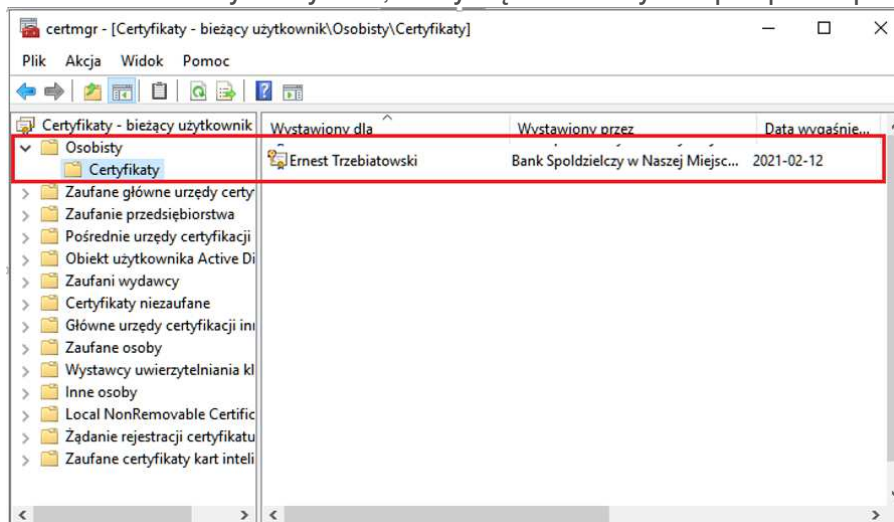 certmgr - [Certyfikaty - bieżący użytkownik\Osobisty\Certyfikaty]
Plik Akcja Widok Pomoc
Certyfikaty - bieżący użytkownik
Wystawiony dla Wystawiony przez Data wygaśnie...
Osobisty
Ernest Trzebiatowski Bank Spoldzielczy w Naszej Miejsc... 2021-02-12
Certyfikaty
Zaufane główne urzędy certy
Zaufanie przedsiębiorstwa
Pośrednie urzędy certyfikacji
Obiekt użytkownika Active Di
Zaufani wydawcy
Certyfikaty niezaufane
Główne urzędy certyfikacji inn
Zaufane osoby
Wystawcy uwierzytelniania kl
Inne osoby
Local NonRemovable Certific
Żądanie rejestracji certyfikatu
Zaufane certyfikaty kart inteli